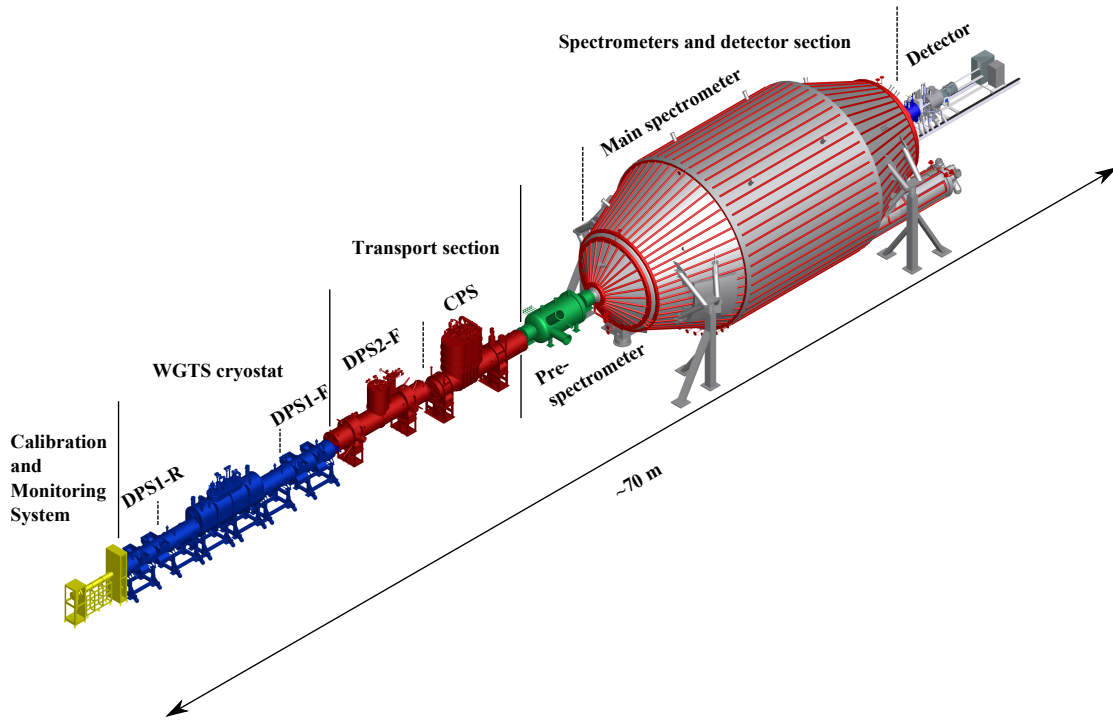 Spectrometers and detector section
Detector
Main spectrometer
Transport section
CPS
DPS2-F
WGTS cryostat
DPS1-F
Pre-
spectrometer
Calibration
and
Monitoring
System
DPS1-R
~70 m